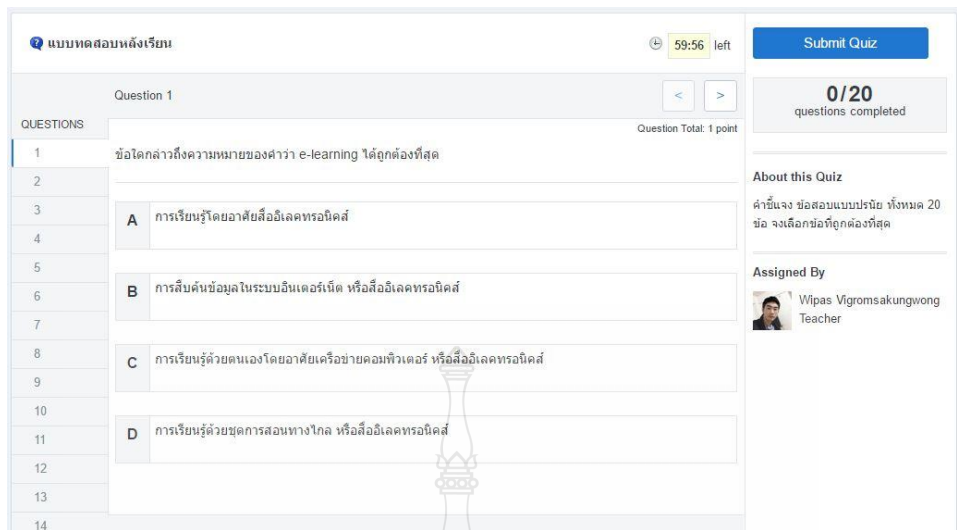 แบบทดสอบหลังเรียน
59:56 left
Submit Quiz
Question 1
< >
0/20
questions completed
QUESTIONS
Question Total: 1 point
1
ข้อใดกล่าวถึงความหมายของคำว่า e-learning ได้ถูกต้องที่สุด
2
3
A การเรียนรู้โดยอาศัยสื่ออิเลคทรอนิคส์
4
5
6
B การสืบค้นข้อมูลในระบบอินเตอร์เน็ต หรือสื่ออิเลคทรอนิคส์
7
8
C การเรียนรู้ด้วยตนเองโดยอาศัยเครือข่ายคอมพิวเตอร์ หรือสื่ออิเลคทรอนิคส์
9
10
11
D การเรียนรู้ด้วยชุดการสอนทางไกล หรือสื่ออิเลคทรอนิคส์
12
13
14
About this Quiz
คำชี้แจง ข้อสอบแบบปรนัย ทั้งหมด 20
ข้อ จงเลือกข้อที่ถูกต้องที่สุด
Assigned By
Wipas Vigromsakungwong
Teacher